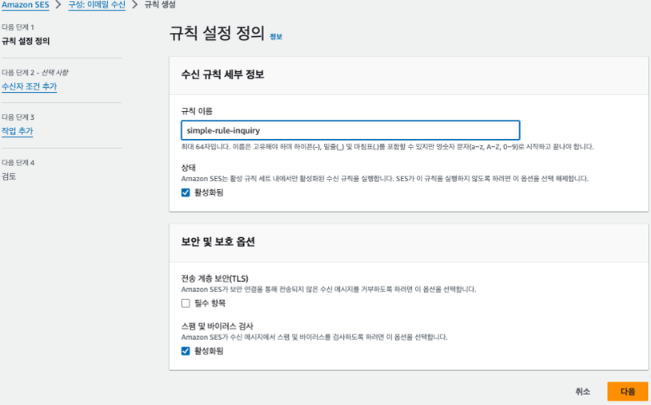 Amazon SES > 구성: 이메일 수신 > 규칙 생성
다음 단계 1
규칙 설정 정의
다음 단계 2 - 선택 사항
수신자 조건 추가
다음 단계 3
작업 추가
다음 단계 4
검토
규칙 설정 정의 정보
수신 규칙 세부 정보
규칙 이름
simple-rule-inquiry
최대 64자입니다. 이름은 고유해야 하며 하이픈(-), 밑줄(_) 및 마침표(.)를 포함할 수 있지만 영숫자 문자(a~z, A~Z, 0~9)로 시작하고 끝나야 합니다.
상태
Amazon SES는 활성 규칙 세트 내에서만 활성화된 수신 규칙을 실행합니다. SES가 이 규칙을 실행하지 않도록 하려면 이 옵션을 선택 해제합니다.
활성화됨
보안 및 보호 옵션
전송 계층 보안(TLS)
Amazon SES가 보안 연결을 통해 전송되지 않은 수신 메시지를 거부하도록 하려면 이 옵션을 선택합니다.
필수 항목
스팸 및 바이러스 검사
Amazon SES가 수신 메시지에서 스팸 및 바이러스를 검사하도록 하려면 이 옵션을 선택합니다.
활성화됨
취소
다음